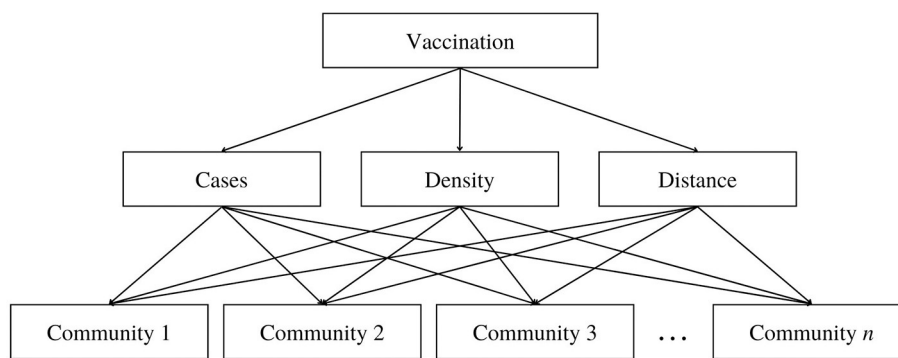 Vaccination
Cases Density Distance
Community 1 Community 2 Community 3 ... Community n